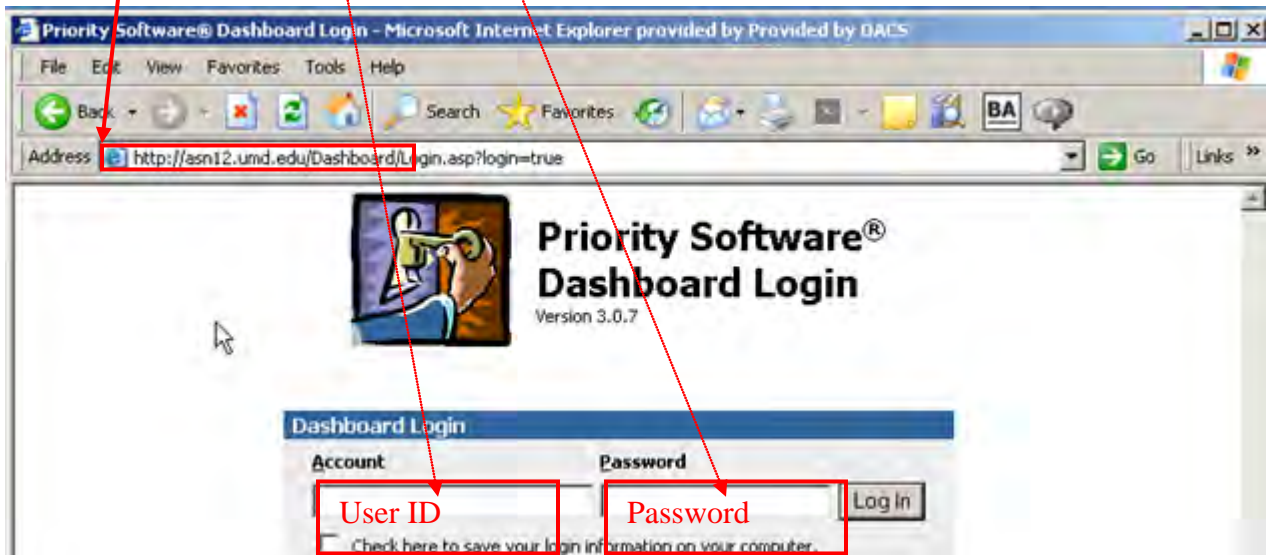 Priority Software® Dashboard Login - Microsoft Internet Explorer provided by Provided by OACS
File Edit View Favorites Tools Help
Back Search Favorites BA
Address http://asn12.umd.edu/Dashboard/Login.asp?login=true Go Links »
Priority Software®
Dashboard Login
Version 3.0.7
Dashboard Login
Account Password
User ID Password Log In
Check here to save your login information on your computer.